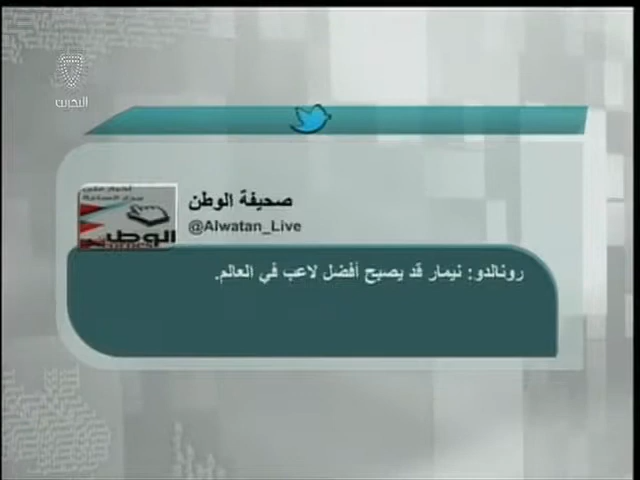 البحرين
صحيفة الوطن
@Alwatan_Live
الوطن
رونالدو: نيمار قد يصبح أفضل لاعب في العالم.